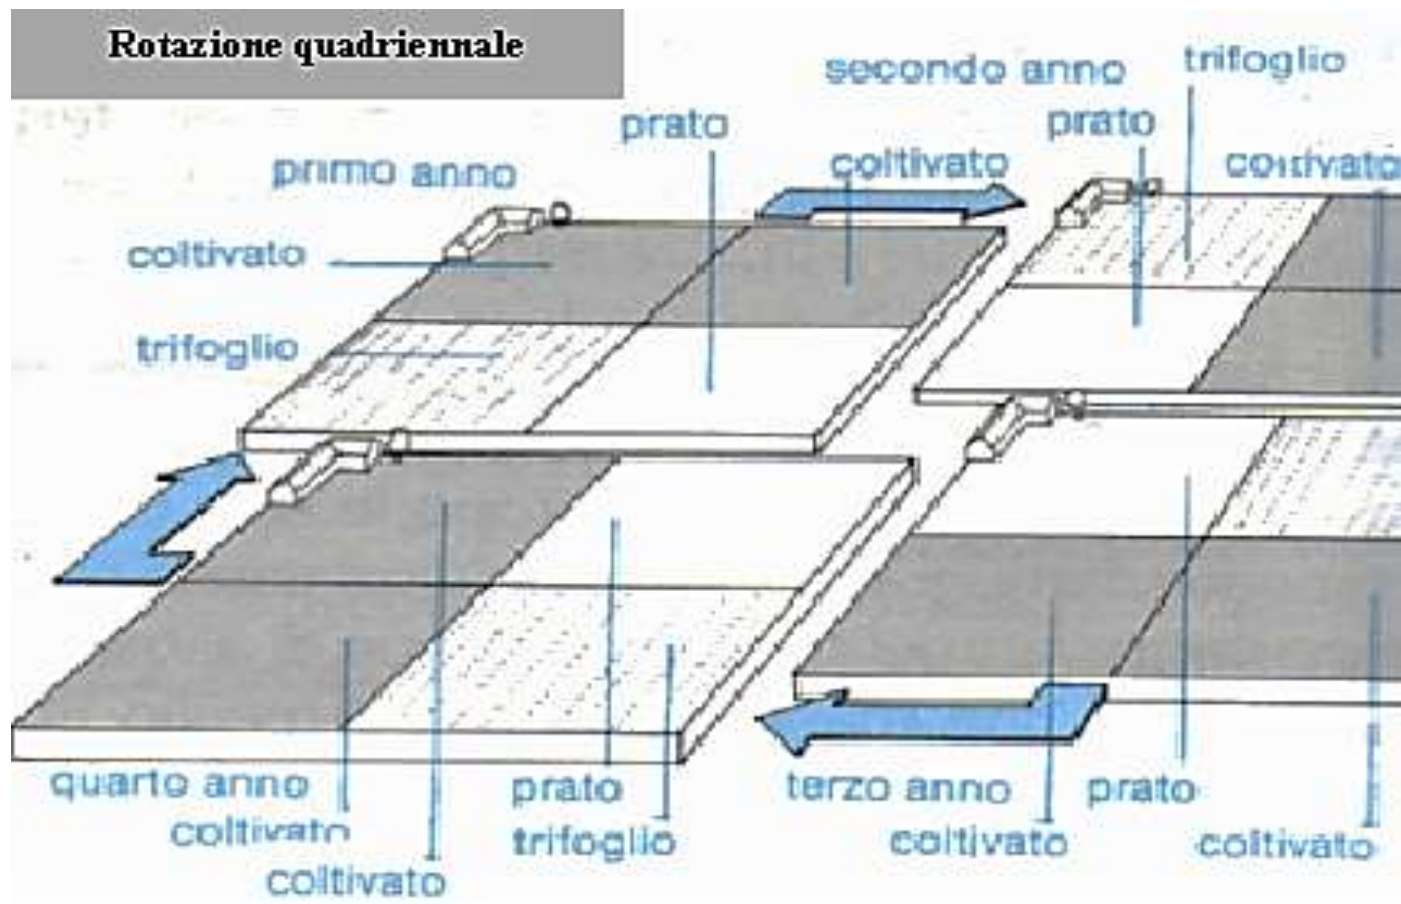 Rotazione quadriennale
secondo anno
trifoglio
prato
prato
primo anno
coltivato
coltivato
coltivato
trifoglio
quarto anno
prato
terzo anno
prato
coltivato
trifoglio
coltivato
coltivato
coltivato